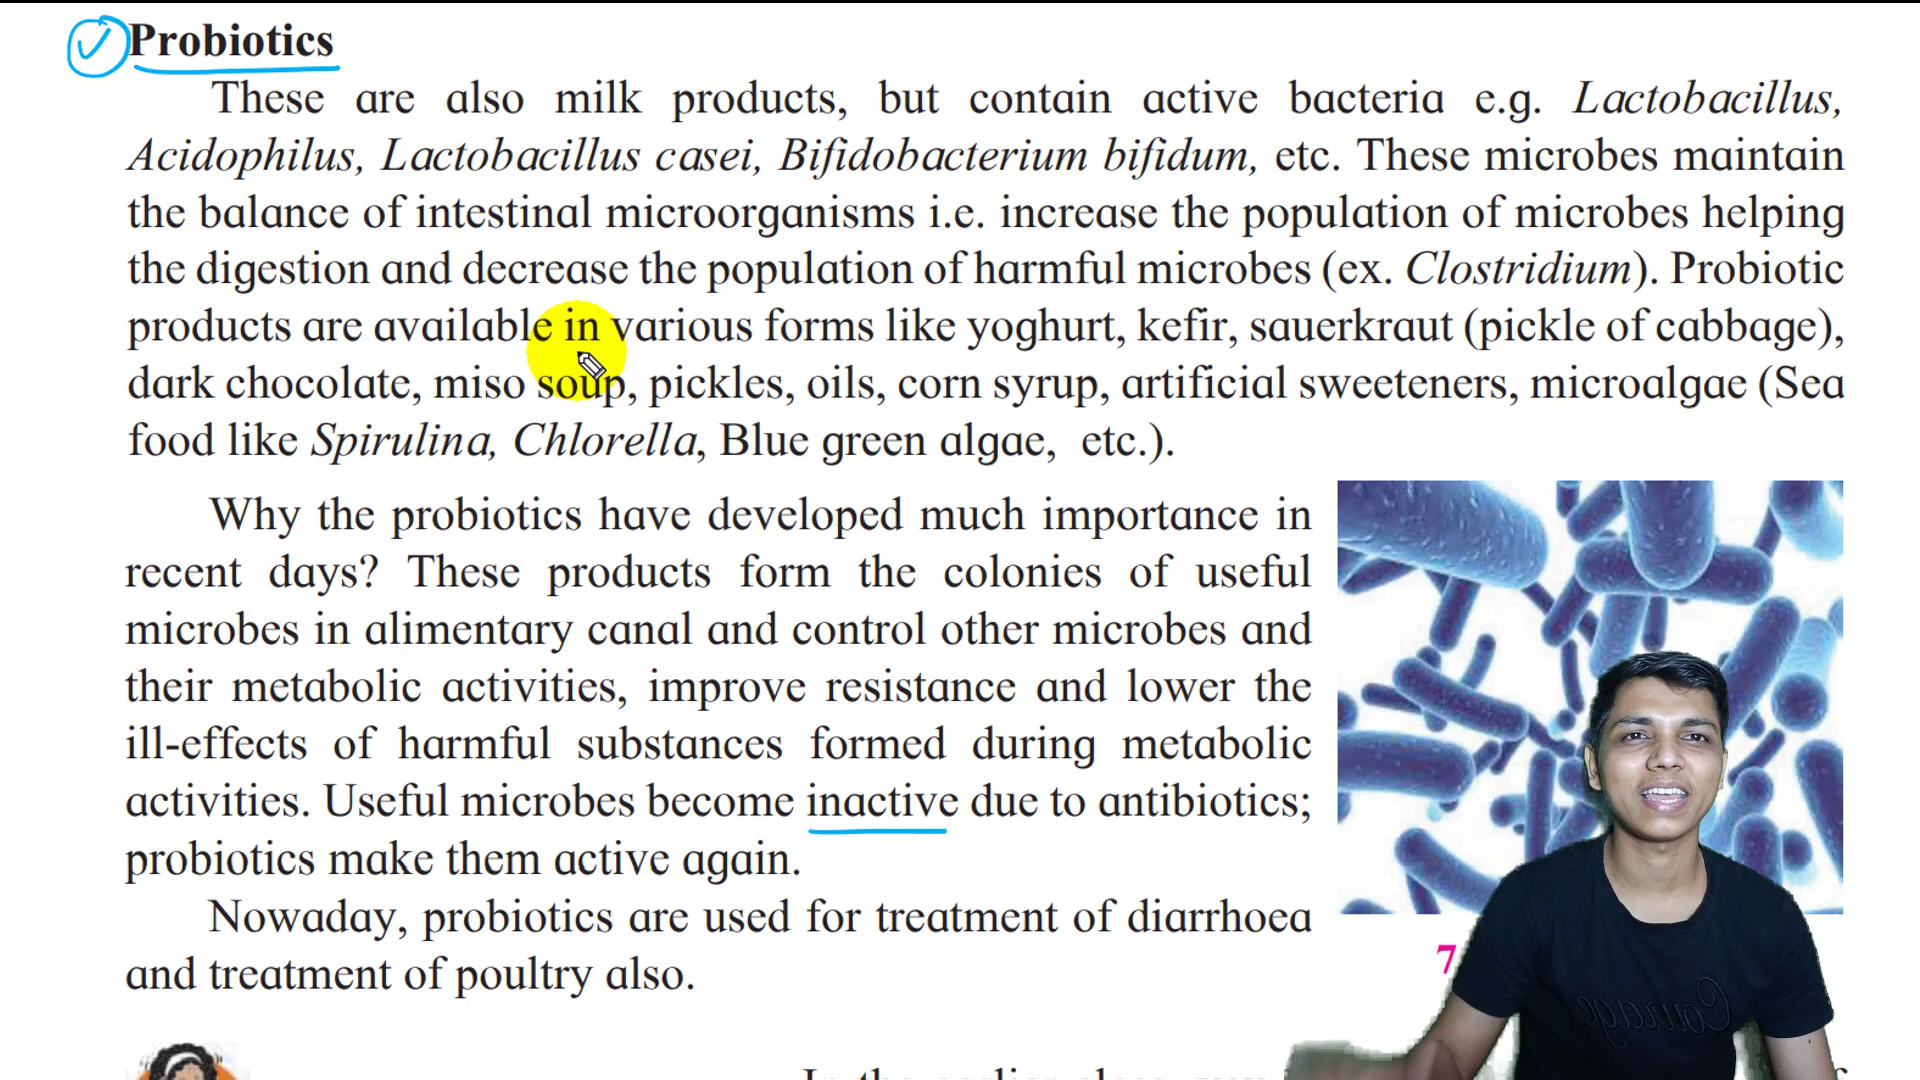 Probiotics
These are also milk products, but contain active bacteria e.g. Lactobacillus,
Acidophilus, Lactobacillus casei, Bifidobacterium bifidum, etc. These microbes maintain
the balance of intestinal microorganisms i.e. increase the population of microbes helping
the digestion and decrease the population of harmful microbes (ex. Clostridium). Probiotic
products are available in various forms like yoghurt, kefir, sauerkraut (pickle of cabbage),
dark chocolate, miso soup, pickles, oils, corn syrup, artificial sweeteners, microalgae (Sea
food like Spirulina, Chlorella, Blue green algae, etc.).
Why the probiotics have developed much importance in
recent days? These products form the colonies of useful
microbes in alimentary canal and control other microbes and
their metabolic activities, improve resistance and lower the
ill-effects of harmful substances formed during metabolic
activities. Useful microbes become inactive due to antibiotics;
probiotics make them active again.
Nowaday, probiotics are used for treatment of diarrhoea
and treatment of poultry also.
7
Courage
In the earlier class,